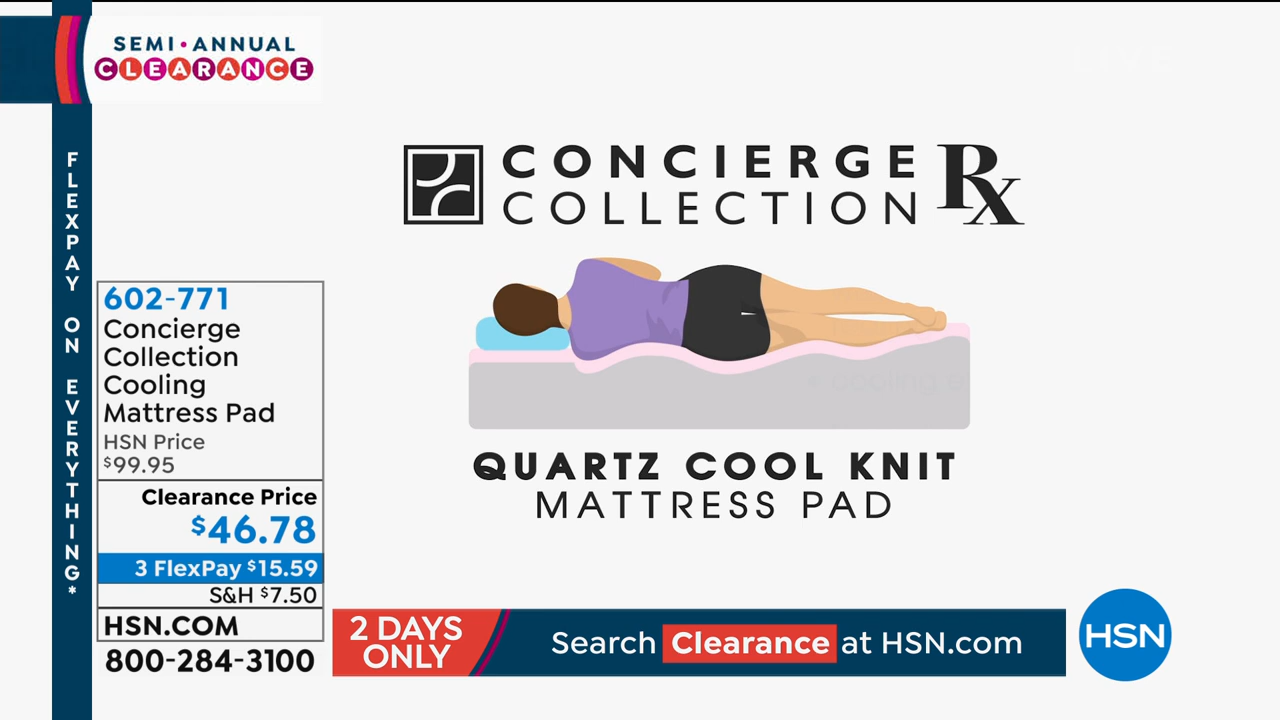 SEMI•ANNUAL
CLEARANCE
FLEXPAY ON EVERYTHING*
CONCIERGE
COLLECTION
Rx
602-771
Concierge
Collection
Cooling
Mattress Pad
HSN Price
$99.95
Clearance Price
$46.78
3 FlexPay $15.59
S&H $7.50
HSN.COM
800-284-3100
QUARTZ COOL KNIT
MATTRESS PAD
2 DAYS
ONLY
Search Clearance at HSN.com
HSN